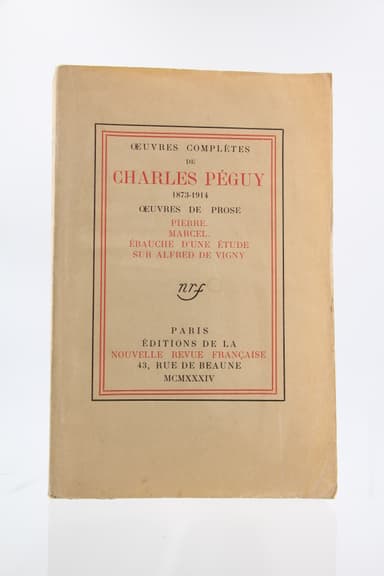 ŒUVRES COMPLÈTES
DE
CHARLES PÉGUY
1873-1914
ŒUVRES DE PROSE
PIERRE.
MARCEL.
ÉBAUCHE D'UNE ÉTUDE
SUR ALFRED DE VIGNY
nrf
PARIS
ÉDITIONS DE LA
NOUVELLE REVUE FRANÇAISE
43, RUE DE BEAUNE
MCMXXXIV